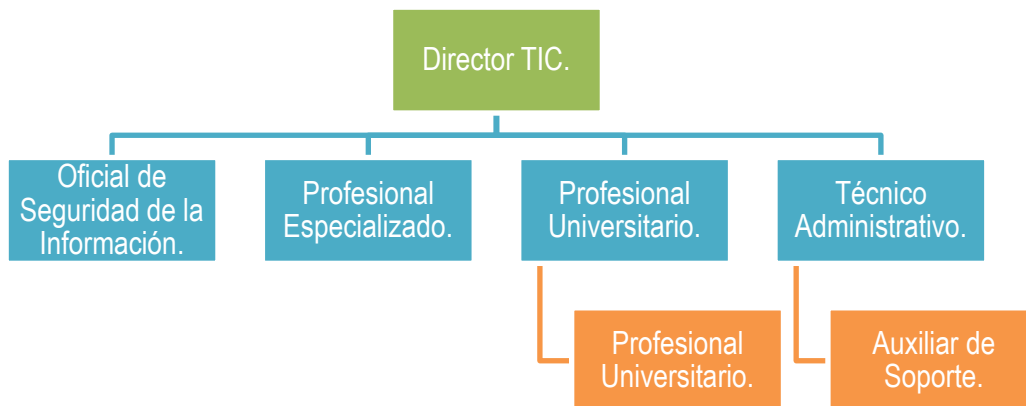 Director TIC.
Oficial de
Seguridad de la
Información.
Profesional
Especializado.
Profesional
Universitario.
Técnico
Administrativo.
Profesional
Universitario.
Auxiliar de
Soporte.